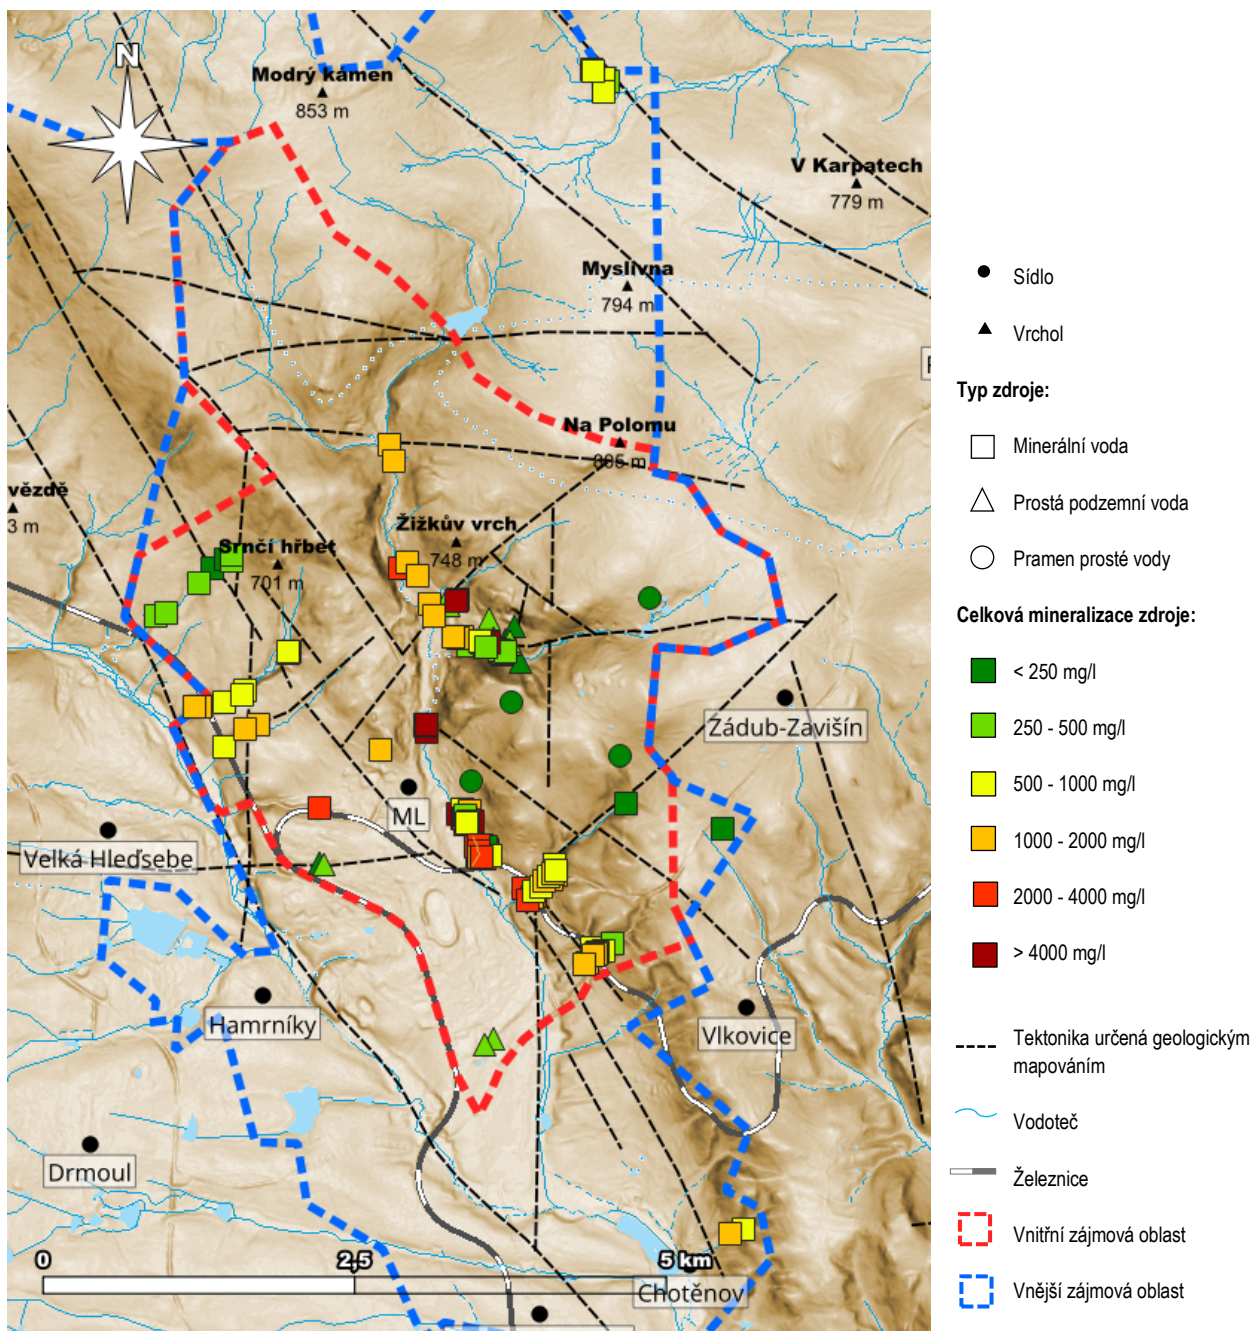 N
Modrý kámen
853 m
V Karpatech
779 m
Myslivna
794 m
Na Polomu
805 m
vězdě
3 m
Žižkův vrch
748 m
Srnčí hřbet
701 m
Žádub-Zavišín
ML
Velká Hleďsebe
Hamrníky
Vlkovice
Drmoul
Chotěnov
0
2,5
5 km
Sídlo
Vrchol
Typ zdroje:
Minerální voda
Prostá podzemní voda
Pramen prosté vody
Celková mineralizace zdroje:
< 250 mg/l
250 - 500 mg/l
500 - 1000 mg/l
1000 - 2000 mg/l
2000 - 4000 mg/l
> 4000 mg/l
Tektonika určená geologickým
mapováním
Vodoteč
Železnice
Vnitřní zájmová oblast
Vnější zájmová oblast